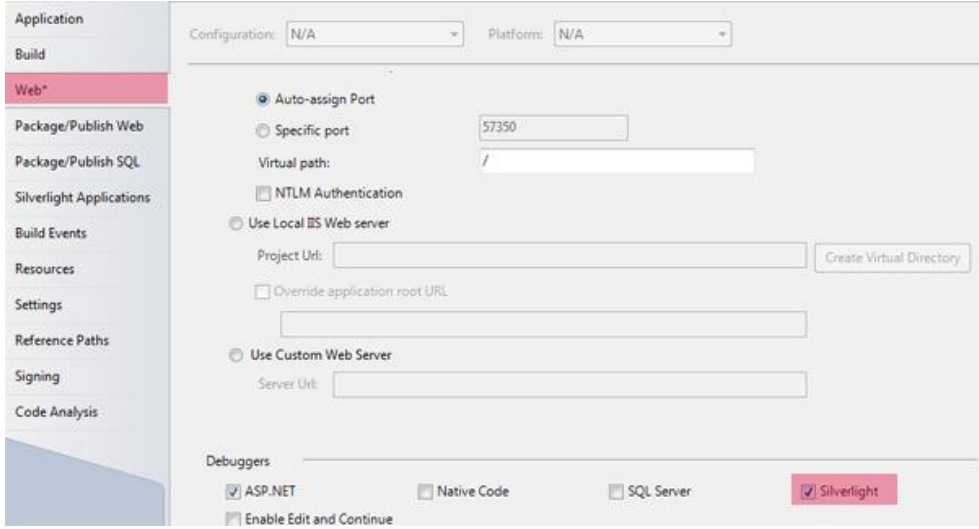 Application
Build
Web*
Package/Publish Web
Package/Publish SQL
Silverlight Applications
Build Events
Resources
Settings
Reference Paths
Signing
Code Analysis
Configuration: N/A Platform: N/A
Auto-assign Port
Specific port 57350
Virtual path: /
NTLM Authentication
Use Local IIS Web server
Project Url: Create Virtual Directory
Override application root URL
Use Custom Web Server
Server Url:
Debuggers
ASP.NET Native Code SQL Server Silverlight
Enable Edit and Continue